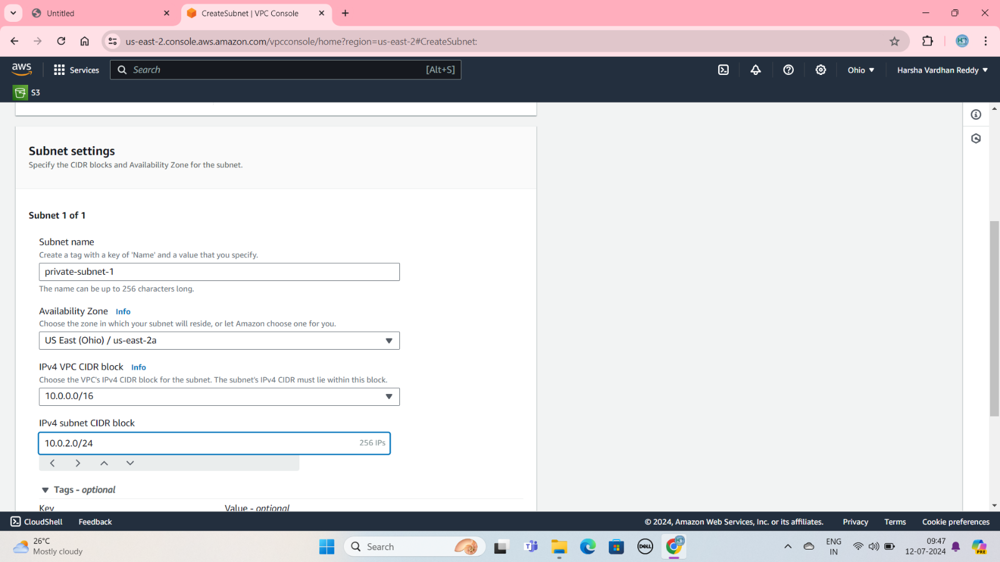 Untitled
CreateSubnet | VPC Console
us-east-2.console.aws.amazon.com/vpcconsole/home?region=us-east-2#CreateSubnet:
aws
Services
Search
[Alt+S]
Ohio
Harsha Vardhan Reddy
S3
Subnet settings
Specify the CIDR blocks and Availability Zone for the subnet.
Subnet 1 of 1
Subnet name
Create a tag with a key of 'Name' and a value that you specify.
private-subnet-1
The name can be up to 256 characters long.
Availability Zone Info
Choose the zone in which your subnet will reside, or let Amazon choose one for you.
US East (Ohio) / us-east-2a
IPv4 VPC CIDR block Info
Choose the VPC's IPv4 CIDR block for the subnet. The subnet's IPv4 CIDR must lie within this block.
10.0.0.0/16
IPv4 subnet CIDR block
10.0.2.0/24 256 IPs
Tags - optional
Key Value - optional
CloudShell Feedback © 2024, Amazon Web Services, Inc. or its affiliates. Privacy Terms Cookie preferences
26°C
Mostly cloudy
Search
DELL
ENG
IN
09:47
12-07-2024
PRE